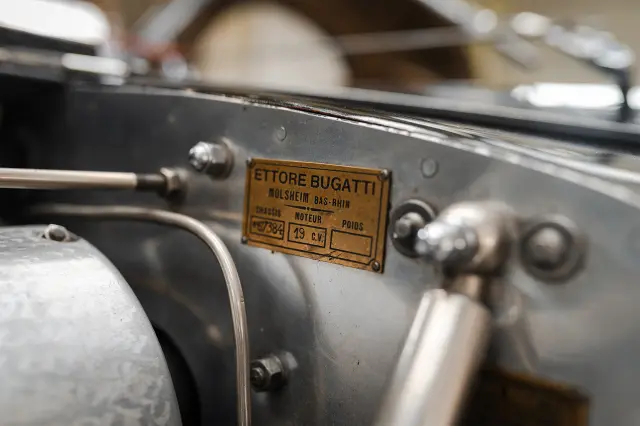 ETTORE BUGATTI
MOLSHEIM BAS-RHIN
CHASSIS MOTEUR POIDS
19 C.V.